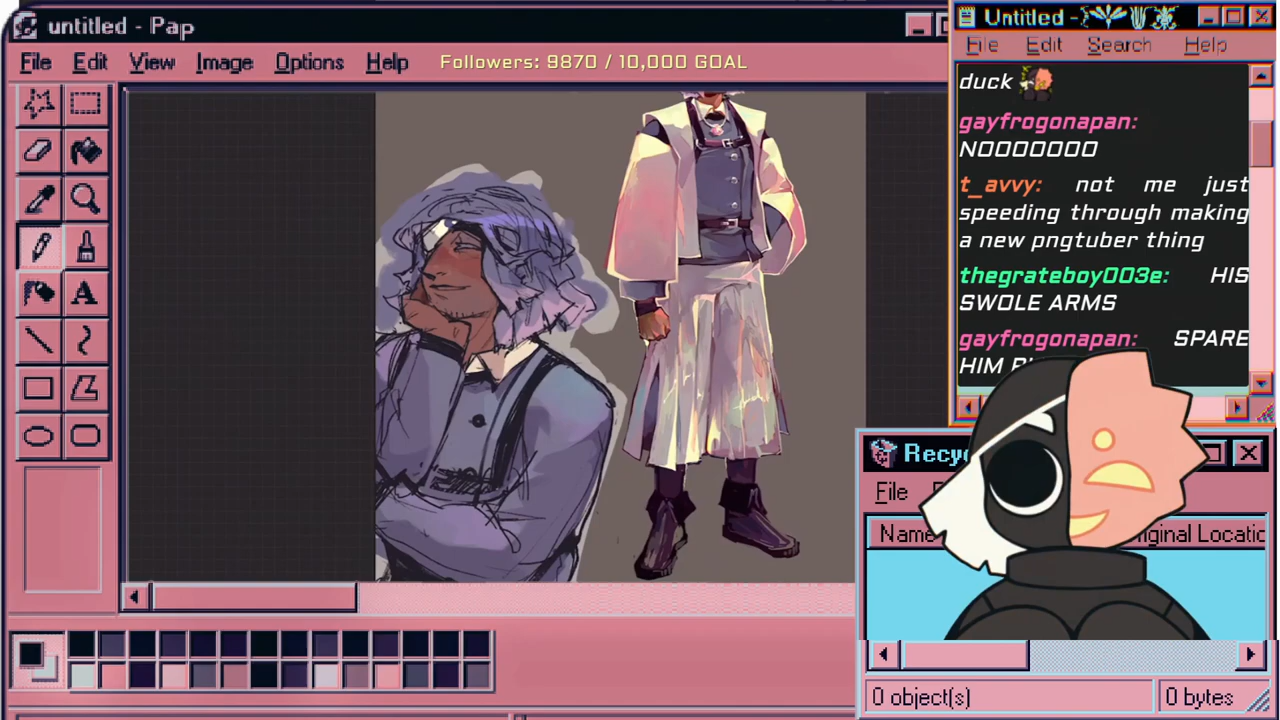 untitled - Pap
File Edit View Image Options Help
Followers: 9870 / 10,000 GOAL
A
Untitled -
File Edit Search Help
duck
gayfrogonapan:
NOOOOOOO
t_avvy: not me just
speeding through making
a new pngtuber thing
thegrateboy003e: HIS
SWOLE ARMS
gayfrogonapan: SPARE
HIM
Recyc
File
Name
iginal Locatio
0 object(s)
0 bytes